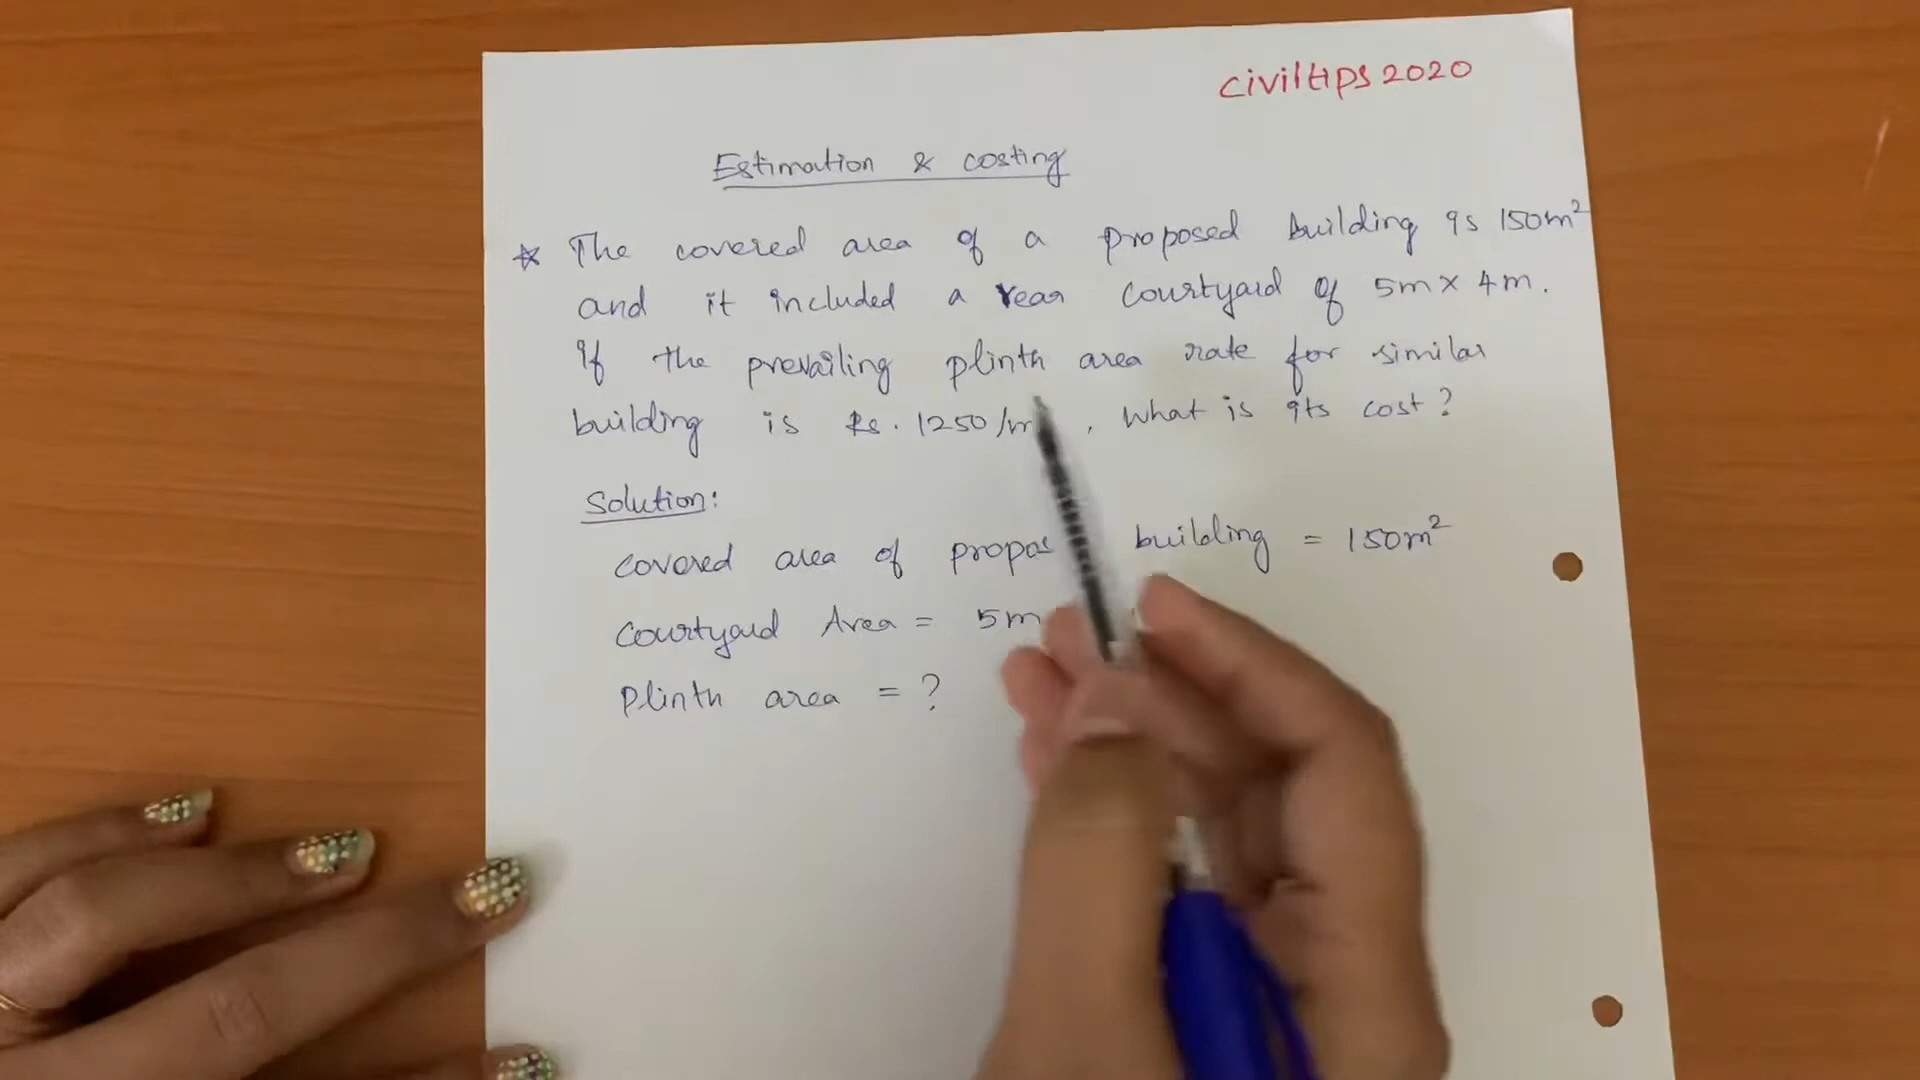 civiltips 2020
Estimation & costing
☆ The covered area of a proposed building is 150m²
and it included a rear courtyard of 5m x 4m.
If the prevailing plinth area rate for similar
building is Rs. 1250/m , What is its cost?
Solution:
covered area of building = 150m²
Courtyard Area = 5m
Plinth area = ?